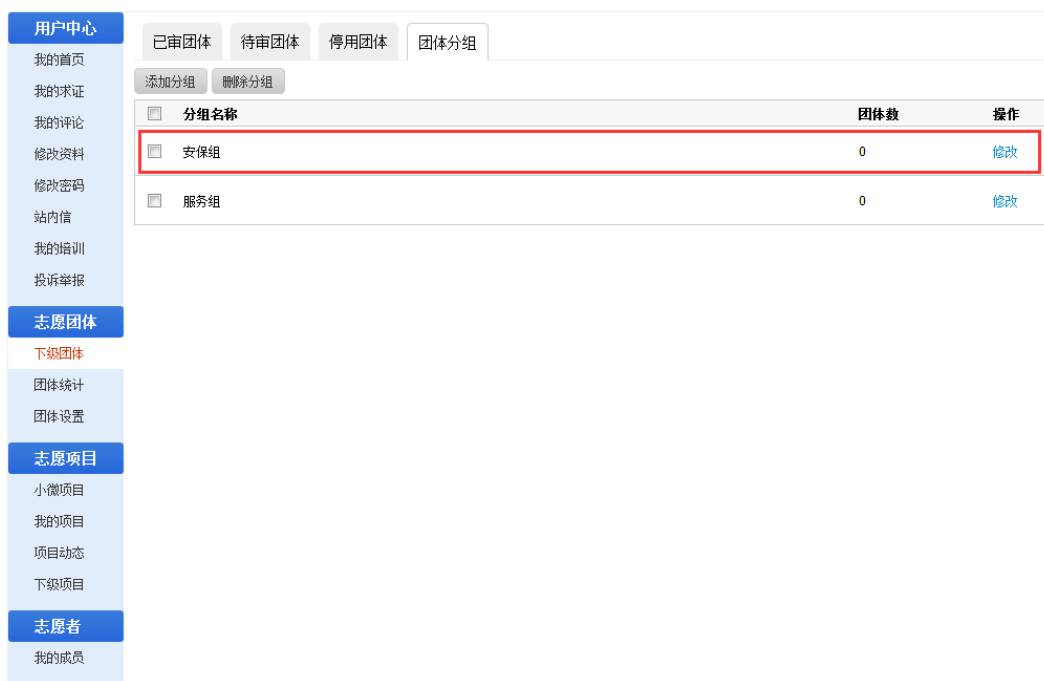 用户中心
我的首页
我的求证
我的评论
修改资料
修改密码
站内信
我的培训
投诉举报
志愿团体
下级团体
团体统计
团体设置
志愿项目
小微项目
我的项目
项目动态
下级项目
志愿者
我的成员
已审团体 待审团体 停用团体 团体分组
添加分组 删除分组
分组名称 团体数 操作
安保组 0 修改
服务组 0 修改